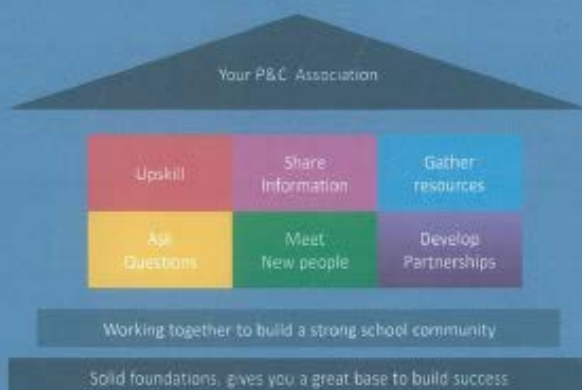 Your P&C Association
Upskill
Share
Information
Gather
resources
Ask
Questions
Meet
New people
Develop
Partnerships
Working together to build a strong school community
Solid foundations, gives you a great base to build success